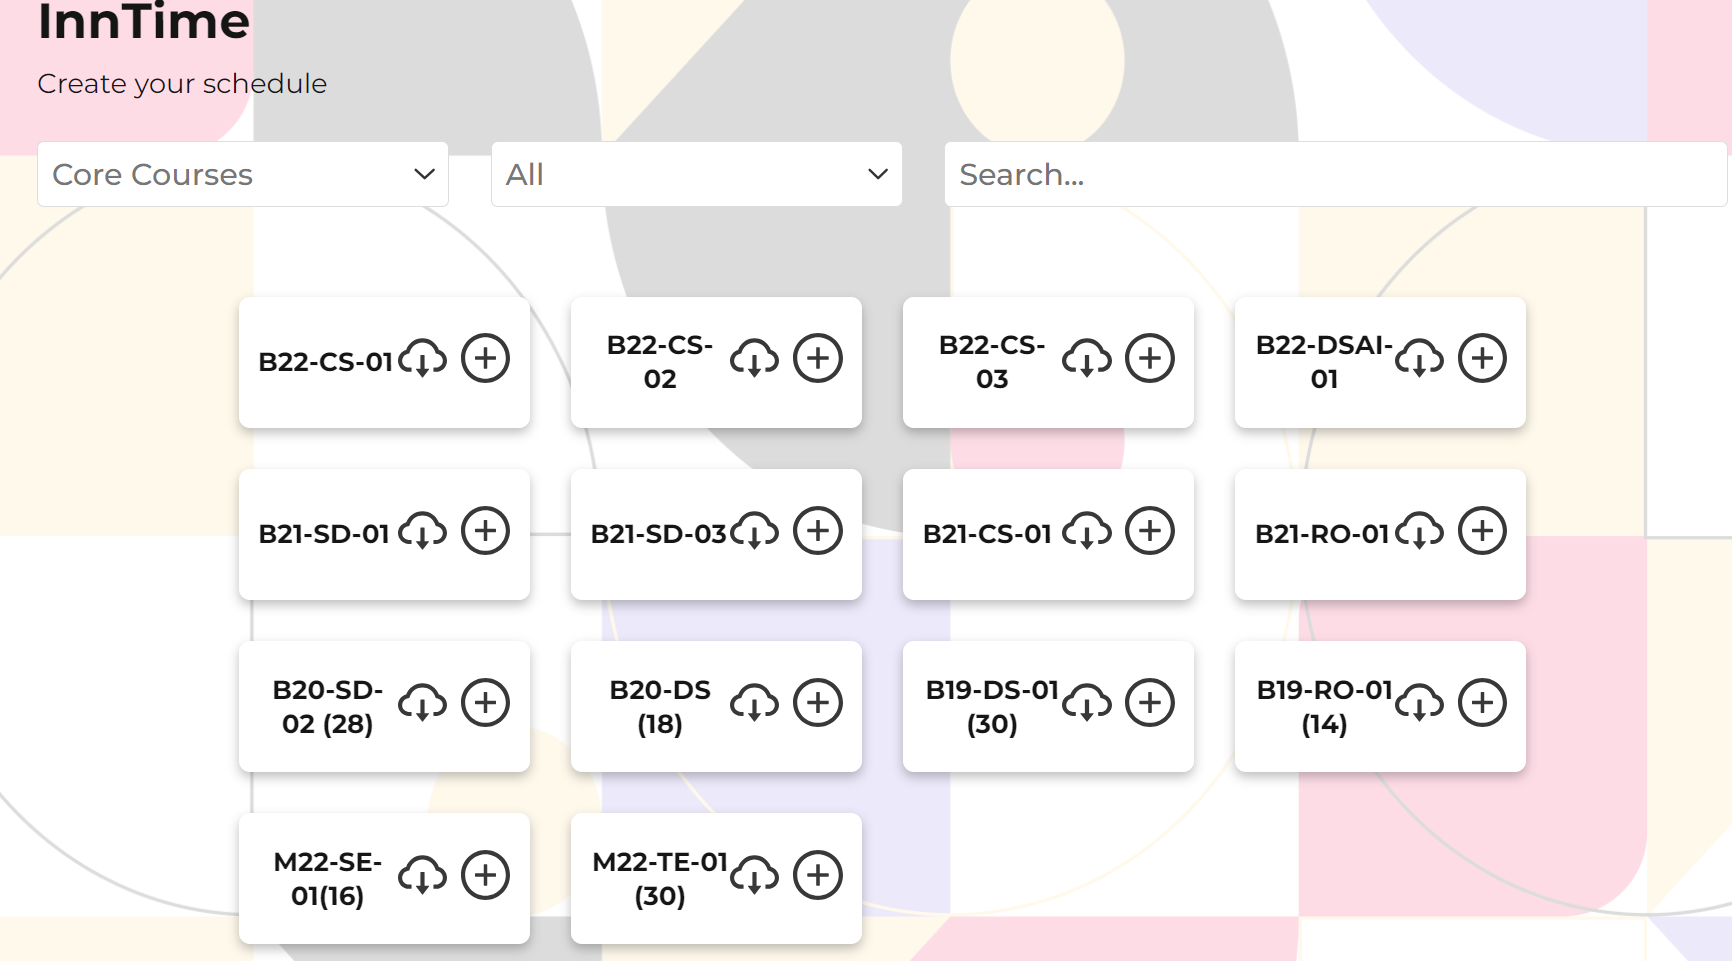 InnTime
Create your schedule
Core Courses
All
Search...
B22-CS-01
B22-CS-
02
B22-CS-
03
B22-DSAI-
01
B21-SD-01
B21-SD-03
B21-CS-01
B21-RO-01
B20-SD-
02 (28)
B20-DS
(18)
B19-DS-01
(30)
B19-RO-01
(14)
M22-SE-
01(16)
M22-TE-01
(30)